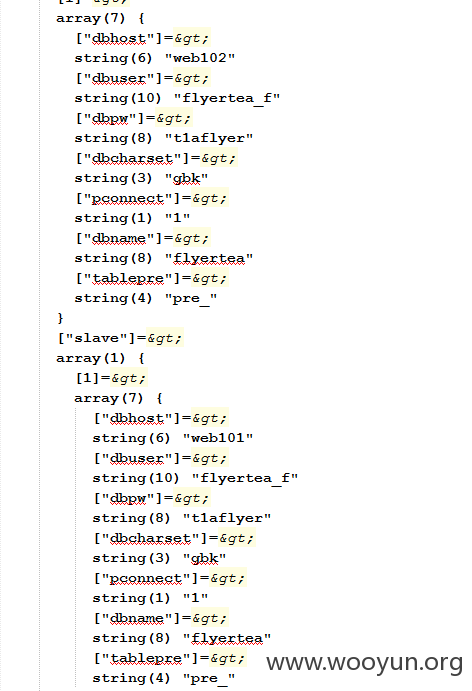 [1]=&gt;
array(7) {
["dbhost"]=&gt;
string(6) "web102"
["dbuser"]=&gt;
string(10) "flyertea_f"
["dbpw"]=&gt;
string(8) "t1aflyer"
["dbcharset"]=&gt;
string(3) "gbk"
["pconnect"]=&gt;
string(1) "1"
["dbname"]=&gt;
string(8) "flyertea"
["tablepre"]=&gt;
string(4) "pre_"
}
["slave"]=&gt;
array(1) {
[1]=&gt;
array(7) {
["dbhost"]=&gt;
string(6) "web101"
["dbuser"]=&gt;
string(10) "flyertea_f"
["dbpw"]=&gt;
string(8) "t1aflyer"
["dbcharset"]=&gt;
string(3) "gbk"
["pconnect"]=&gt;
string(1) "1"
["dbname"]=&gt;
string(8) "flyertea"
["tablepre"]=&gt;
string(4) "pre_"
www.wooyun.org